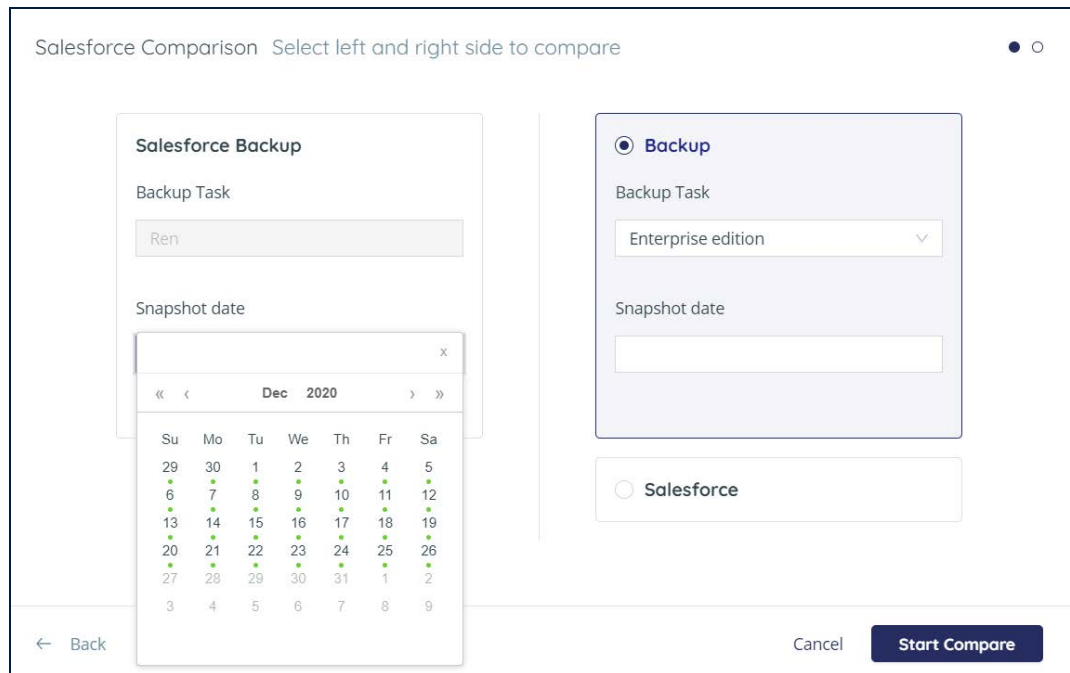 Salesforce Comparison Select left and right side to compare
Salesforce Backup
Backup Task
Ren
Snapshot date
x
« ‹ Dec 2020 › »
Su Mo Tu We Th Fr Sa
29 30 1 2 3 4 5
6 7 8 9 10 11 12
13 14 15 16 17 18 19
20 21 22 23 24 25 26
27 28 29 30 31 1 2
3 4 5 6 7 8 9
Backup
Backup Task
Enterprise edition
Snapshot date
Salesforce
← Back
Cancel
Start Compare